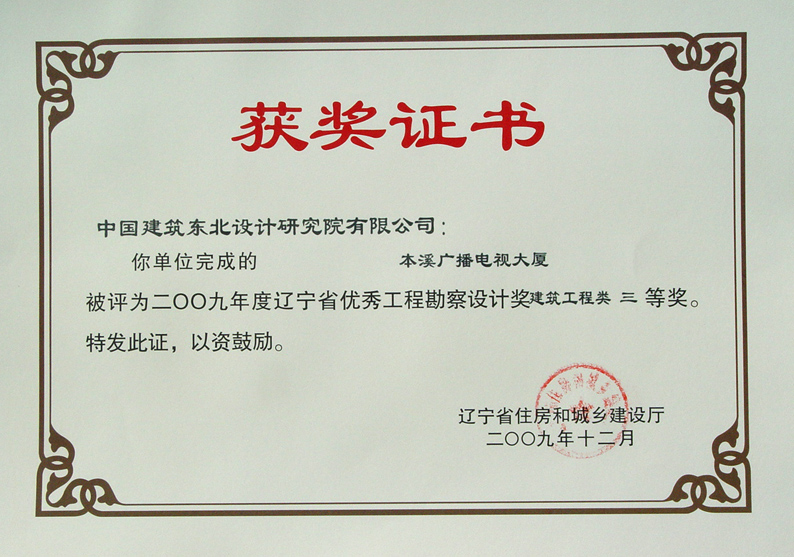 获奖证书
中国建筑东北设计研究院有限公司：
你单位完成的 本溪广播电视大厦
被评为二〇〇九年度辽宁省优秀工程勘察设计奖建筑工程类 三 等奖。
特发此证，以资鼓励。
辽宁省住房和城乡建设厅
二〇〇九年十二月